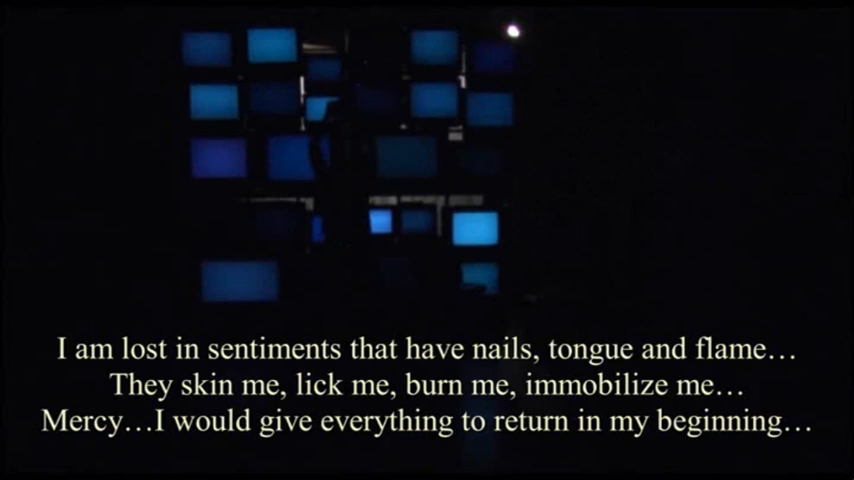 I am lost in sentiments that have nails, tongue and flame…
They skin me, lick me, burn me, immobilize me…
Mercy…I would give everything to return in my beginning…